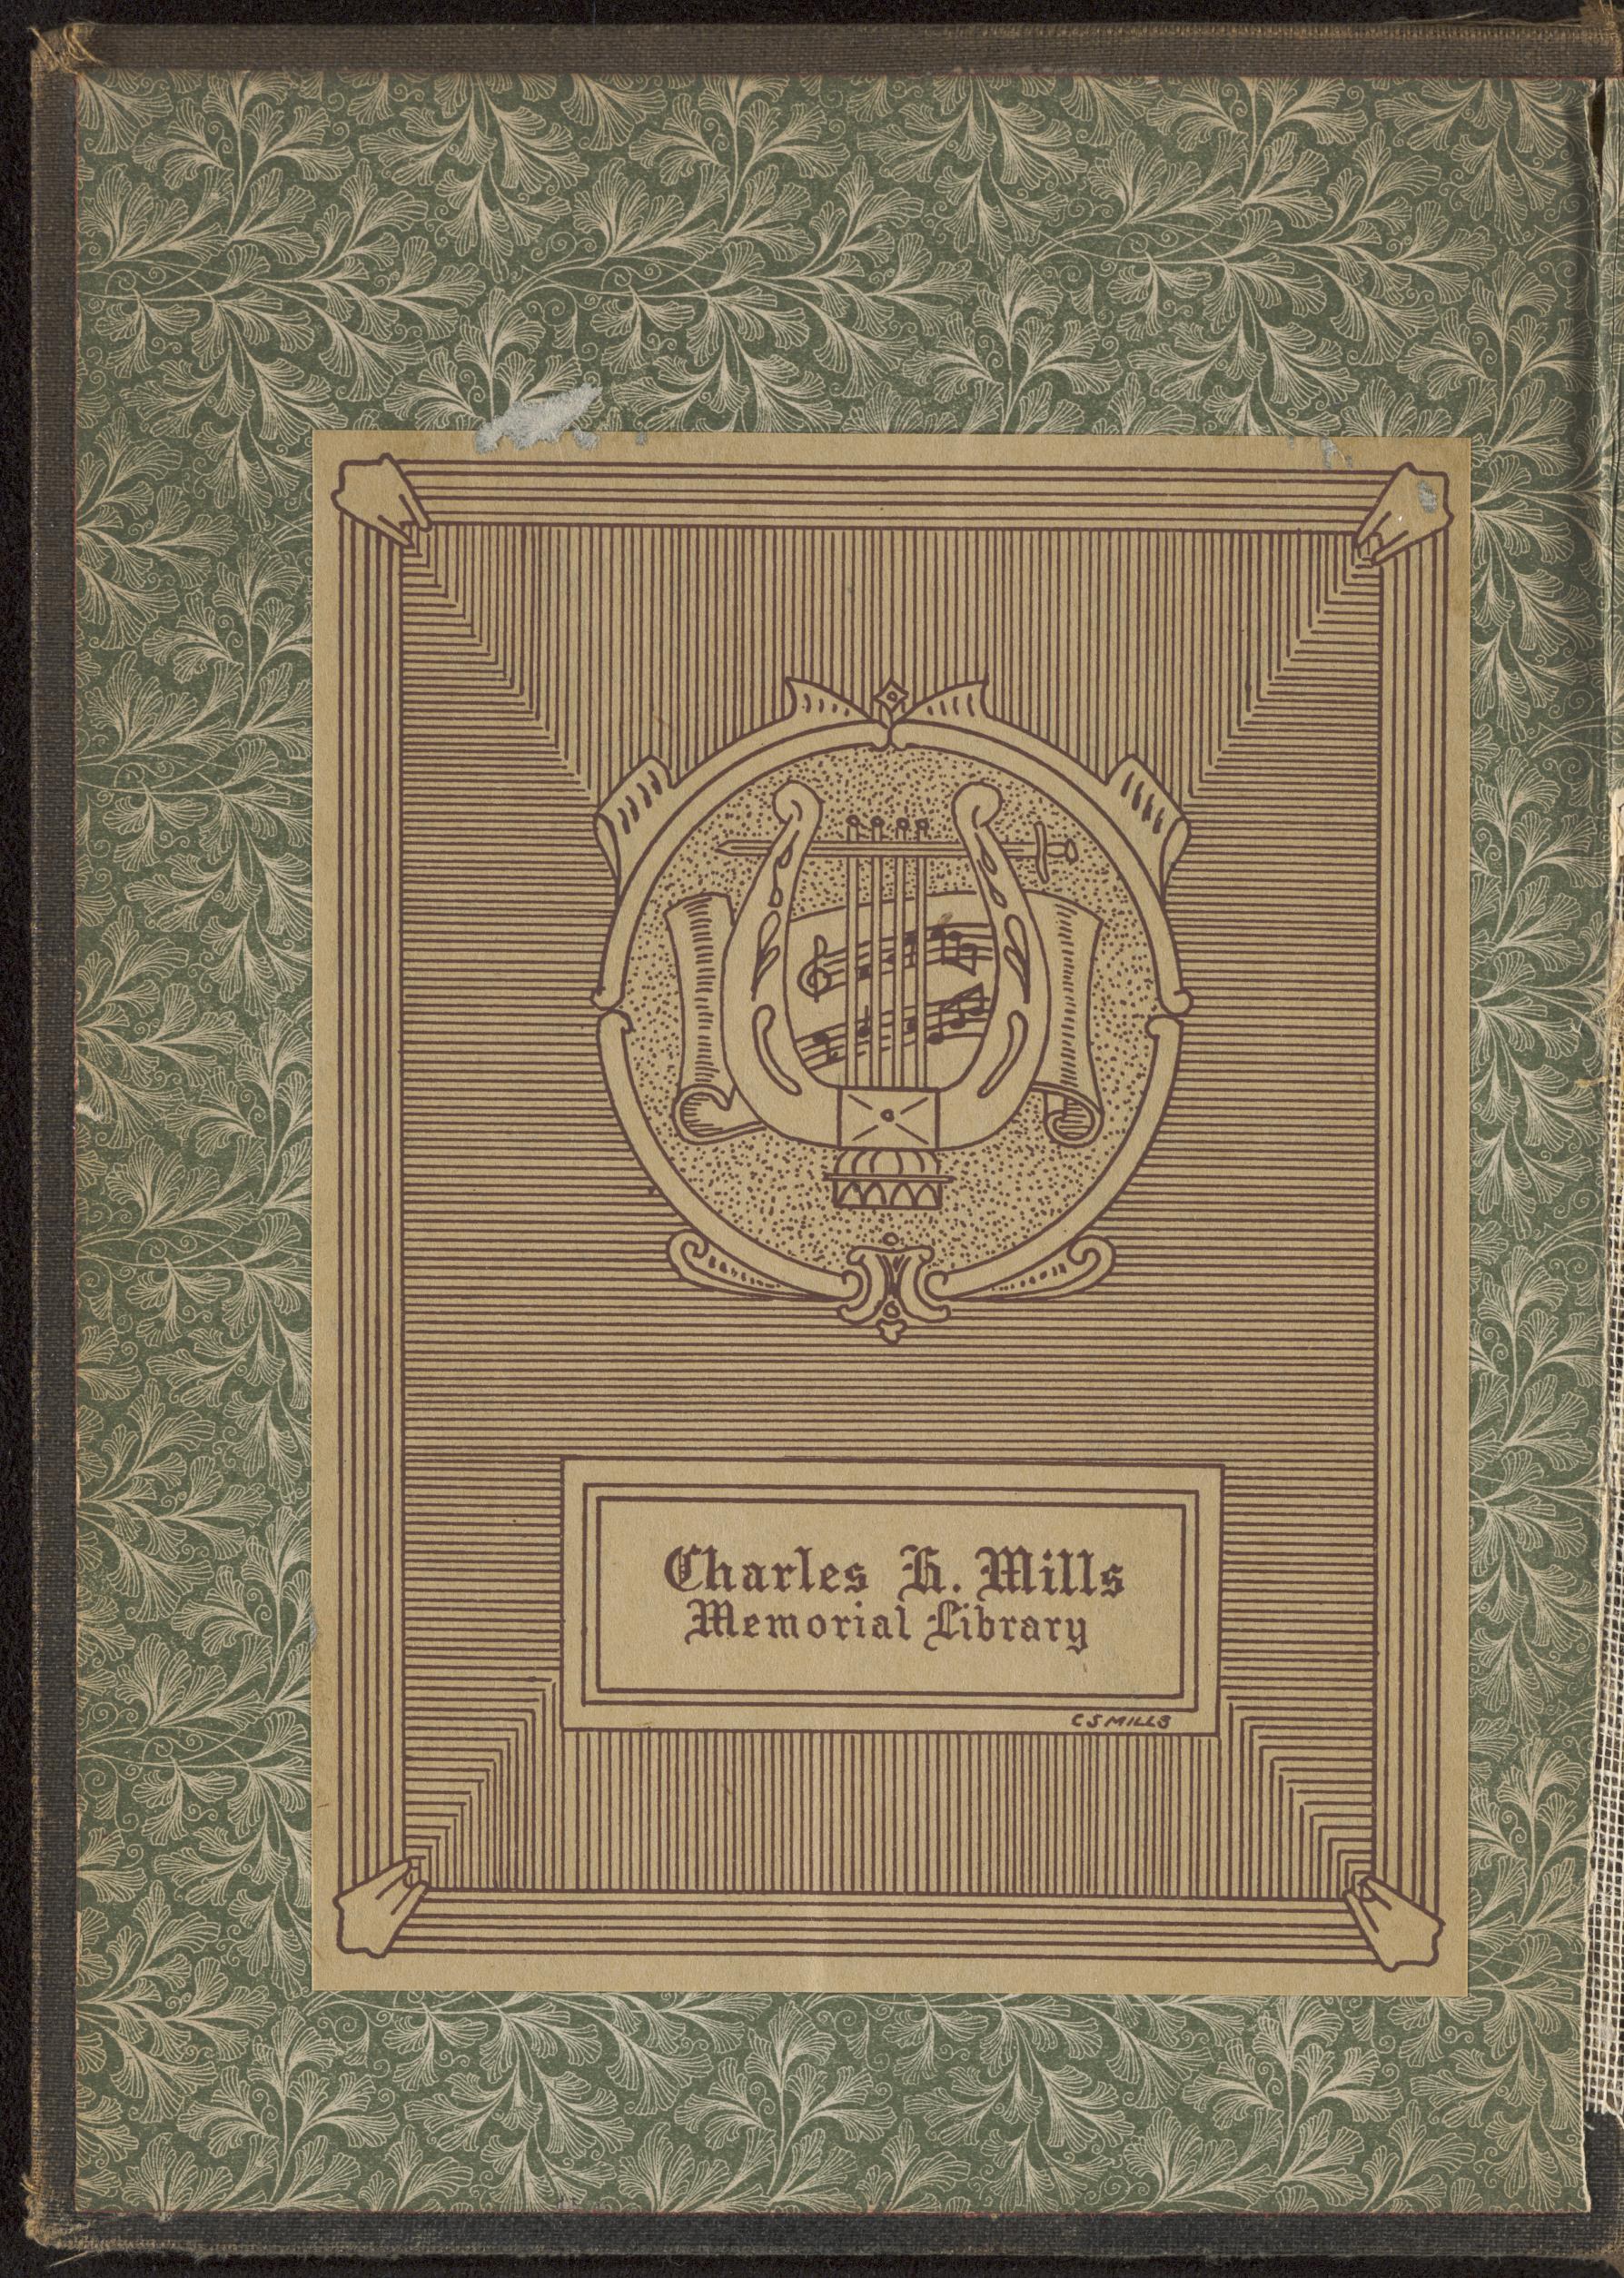 Charles H. Mills
Memorial Library
C S MILLS